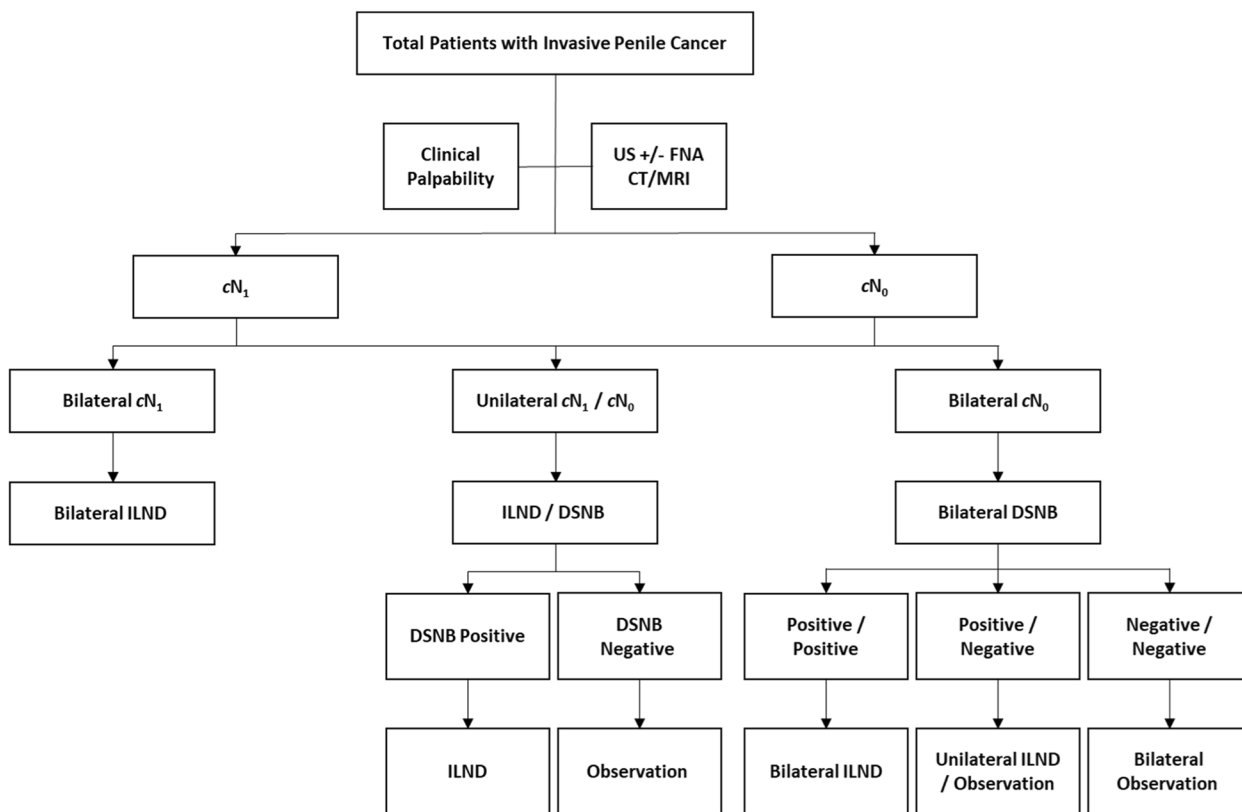 Total Patients with Invasive Penile Cancer
Clinical
Palpability
US +/- FNA
CT/MRI
cN₁
cN₀
Bilateral cN₁
Unilateral cN₁ / cN₀
Bilateral cN₀
Bilateral ILND
ILND / DSNB
Bilateral DSNB
DSNB Positive
DSNB
Negative
Positive /
Positive
Positive /
Negative
Negative /
Negative
ILND
Observation
Bilateral ILND
Unilateral ILND
/ Observation
Bilateral
Observation